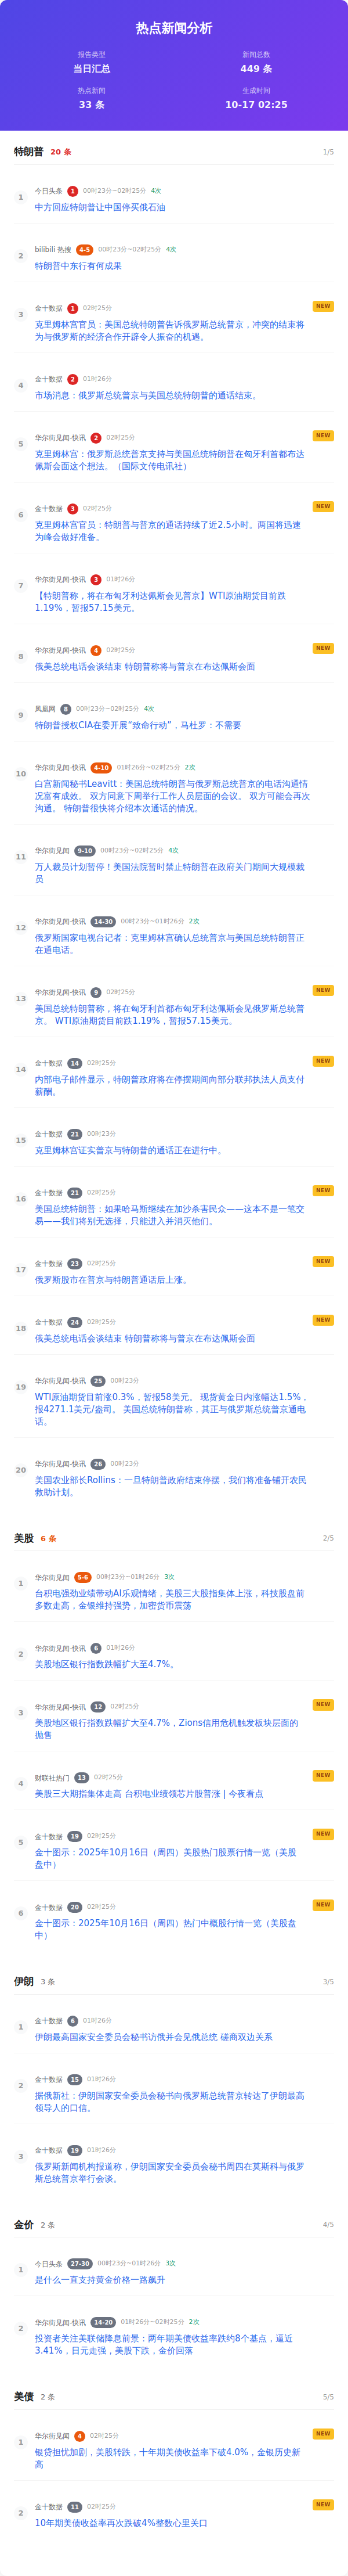 热点新闻分析
报告类型
当日汇总
新闻总数
449 条
热点新闻
33 条
生成时间
10-17 02:25
特朗普 20 条 1/5
1
今日头条 1 00时23分~02时25分 4次
中方回应特朗普让中国停买俄石油
2
bilibili 热搜 4-5 00时23分~02时25分 4次
特朗普中东行有何成果
3
金十数据 1 02时25分 NEW
克里姆林宫官员：美国总统特朗普告诉俄罗斯总统普京，冲突的结束将
为与俄罗斯的经济合作开辟令人振奋的机遇。
4
金十数据 2 01时26分
市场消息：俄罗斯总统普京与美国总统特朗普的通话结束。
5
华尔街见闻-快讯 2 02时25分 NEW
克里姆林宫：俄罗斯总统普京支持与美国总统特朗普在匈牙利首都布达
佩斯会面这个想法。（国际文传电讯社）
6
金十数据 3 02时25分 NEW
克里姆林宫官员：特朗普与普京的通话持续了近2.5小时。两国将迅速
为峰会做好准备。
7
华尔街见闻-快讯 3 01时26分
【特朗普称，将在布匈牙利达佩斯会见普京】WTI原油期货目前跌
1.19%，暂报57.15美元。
8
华尔街见闻-快讯 4 02时25分 NEW
俄美总统电话会谈结束 特朗普称将与普京在布达佩斯会面
9
凤凰网 8 00时23分~02时25分 4次
特朗普授权CIA在委开展“致命行动”，马杜罗：不需要
10
华尔街见闻-快讯 4-10 01时26分~02时25分 2次
白宫新闻秘书Leavitt：美国总统特朗普与俄罗斯总统普京的电话沟通情
况富有成效。 双方同意下周举行工作人员层面的会议。 双方可能会再次
沟通。 特朗普很快将介绍本次通话的情况。
11
华尔街见闻 9-10 00时23分~02时25分 4次
万人裁员计划暂停！美国法院暂时禁止特朗普在政府关门期间大规模裁
员
12
华尔街见闻-快讯 14-30 00时23分~01时26分 2次
俄罗斯国家电视台记者：克里姆林宫确认总统普京与美国总统特朗普正
在通电话。
13
华尔街见闻-快讯 9 02时25分 NEW
美国总统特朗普称，将在匈牙利首都布匈牙利达佩斯会见俄罗斯总统普
京。 WTI原油期货目前跌1.19%，暂报57.15美元。
14
金十数据 14 02时25分 NEW
内部电子邮件显示，特朗普政府将在停摆期间向部分联邦执法人员支付
薪酬。
15
金十数据 21 00时23分
克里姆林宫证实普京与特朗普的通话正在进行中。
16
金十数据 21 02时25分 NEW
美国总统特朗普：如果哈马斯继续在加沙杀害民众——这本不是一笔交
易——我们将别无选择，只能进入并消灭他们。
17
金十数据 23 02时25分 NEW
俄罗斯股市在普京与特朗普通话后上涨。
18
金十数据 24 02时25分 NEW
俄美总统电话会谈结束 特朗普称将与普京在布达佩斯会面
19
华尔街见闻-快讯 25 00时23分
WTI原油期货目前涨0.3%，暂报58美元。 现货黄金日内涨幅达1.5%，
报4271.1美元/盎司。 美国总统特朗普称，其正与俄罗斯总统普京通电
话。
20
华尔街见闻-快讯 26 00时23分
美国农业部长Rollins：一旦特朗普政府结束停摆，我们将准备铺开农民
救助计划。
美股 6 条 2/5
1
华尔街见闻 5-6 00时23分~01时26分 3次
台积电强劲业绩带动AI乐观情绪，美股三大股指集体上涨，科技股盘前
多数走高，金银维持强势，加密货币震荡
2
华尔街见闻-快讯 6 01时26分
美股地区银行指数跌幅扩大至4.7%。
3
华尔街见闻-快讯 12 02时25分 NEW
美股地区银行指数跌幅扩大至4.7%，Zions信用危机触发板块层面的
抛售
4
财联社热门 13 02时25分 NEW
美股三大期指集体走高 台积电业绩领芯片股普涨 | 今夜看点
5
金十数据 19 02时25分 NEW
金十图示：2025年10月16日（周四）美股热门股票行情一览（美股
盘中）
6
金十数据 20 02时25分 NEW
金十图示：2025年10月16日（周四）热门中概股行情一览（美股盘
中）
伊朗 3 条 3/5
1
金十数据 6 01时26分
伊朗最高国家安全委员会秘书访俄并会见俄总统 磋商双边关系
2
金十数据 15 01时26分
据俄新社：伊朗国家安全委员会秘书向俄罗斯总统普京转达了伊朗最高
领导人的口信。
3
金十数据 19 01时26分
俄罗斯新闻机构报道称，伊朗国家安全委员会秘书周四在莫斯科与俄罗
斯总统普京举行会谈。
金价 2 条 4/5
1
今日头条 27-30 00时23分~01时26分 3次
是什么一直支持黄金价格一路飙升
2
华尔街见闻-快讯 14-20 01时26分~02时25分 2次
投资者关注美联储降息前景：两年期美债收益率跌约8个基点，逼近
3.41%，日元走强，美股下跌，金价回落
美债 2 条 5/5
1
华尔街见闻 4 02时25分 NEW
银贷担忧加剧，美股转跌，十年期美债收益率下破4.0%，金银历史新
高
2
金十数据 11 02时25分 NEW
10年期美债收益率再次跌破4%整数心里关口